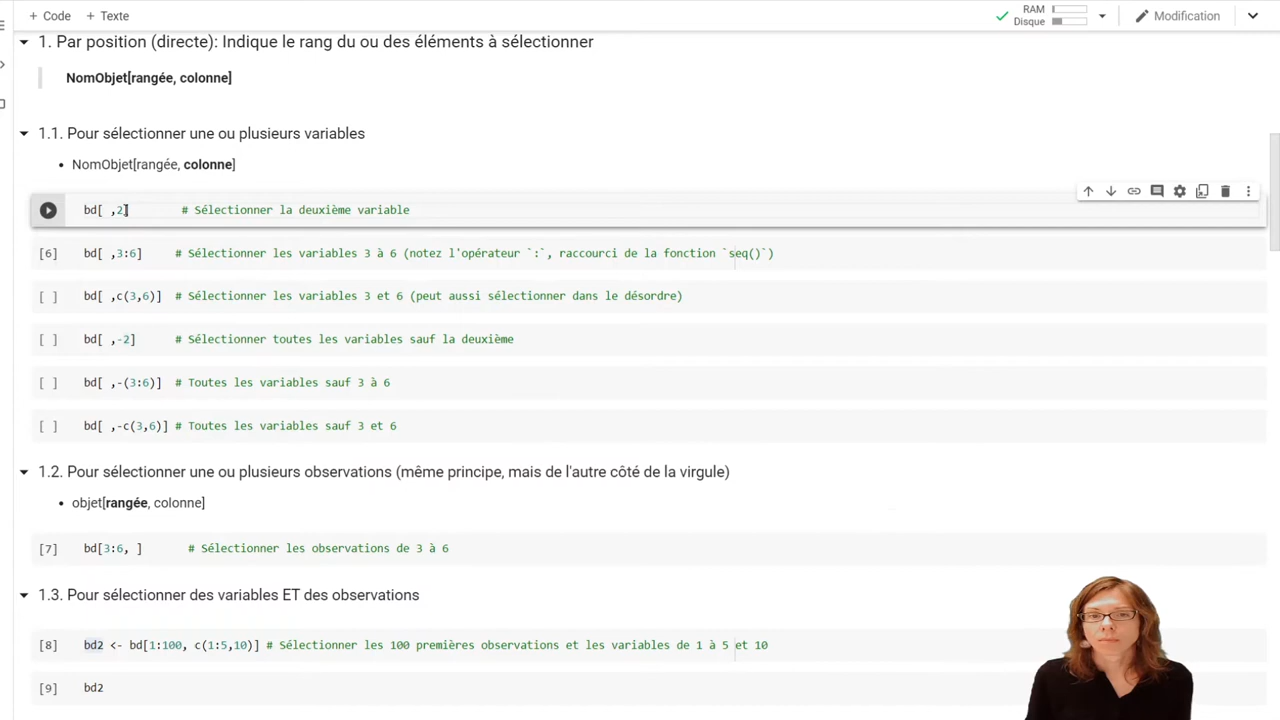 + Code + Texte RAM Disque Modification
1. Par position (directe): Indique le rang du ou des éléments à sélectionner
NomObjet[rangée, colonne]
1.1. Pour sélectionner une ou plusieurs variables
• NomObjet[rangée, colonne]
bd[ ,2] # Sélectionner la deuxième variable
[6] bd[ ,3:6] # Sélectionner les variables 3 à 6 (notez l'opérateur `:`, raccourci de la fonction `seq()`)
[ ] bd[ ,c(3,6)] # Sélectionner les variables 3 et 6 (peut aussi sélectionner dans le désordre)
[ ] bd[ ,-2] # Sélectionner toutes les variables sauf la deuxième
[ ] bd[ ,-(3:6)] # Toutes les variables sauf 3 à 6
[ ] bd[ ,-c(3,6)] # Toutes les variables sauf 3 et 6
1.2. Pour sélectionner une ou plusieurs observations (même principe, mais de l'autre côté de la virgule)
• objet[rangée, colonne]
[7] bd[3:6, ] # Sélectionner les observations de 3 à 6
1.3. Pour sélectionner des variables ET des observations
[8] bd2 <- bd[1:100, c(1:5,10)] # Sélectionner les 100 premières observations et les variables de 1 à 5 et 10
[9] bd2